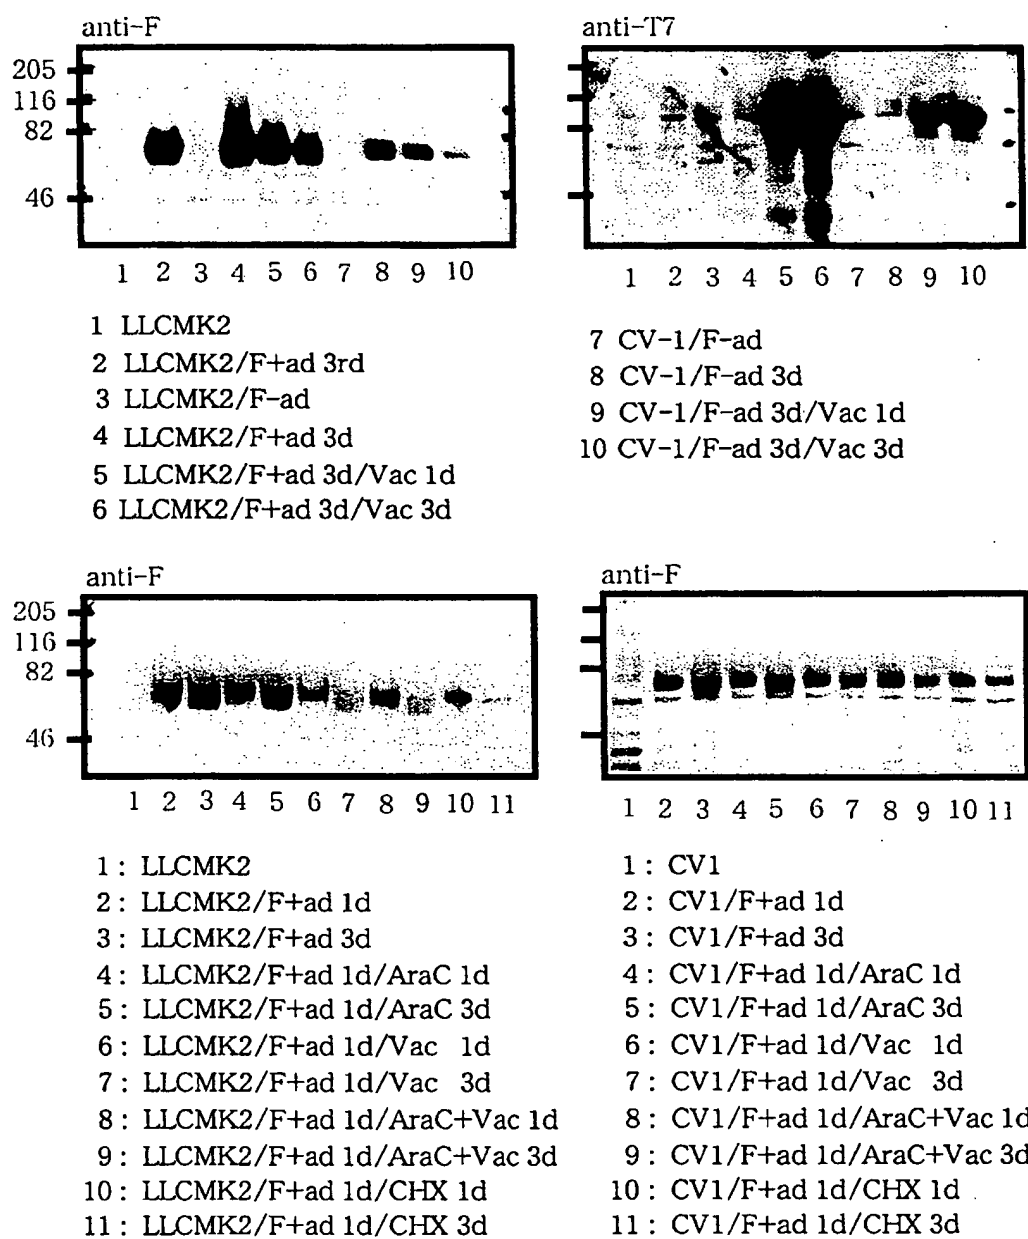 anti-F
205
116
82
46
1 2 3 4 5 6 7 8 9 10
anti-T7
1 2 3 4 5 6 7 8 9 10
1 LLCMK2
2 LLCMK2/F+ad 3rd
3 LLCMK2/F-ad
4 LLCMK2/F+ad 3d
5 LLCMK2/F+ad 3d/Vac 1d
6 LLCMK2/F+ad 3d/Vac 3d
7 CV-1/F-ad
8 CV-1/F-ad 3d
9 CV-1/F-ad 3d/Vac 1d
10 CV-1/F-ad 3d/Vac 3d
anti-F
205
116
82
46
1 2 3 4 5 6 7 8 9 10 11
anti-F
1 2 3 4 5 6 7 8 9 10 11
1 : LLCMK2
2 : LLCMK2/F+ad 1d
3 : LLCMK2/F+ad 3d
4 : LLCMK2/F+ad 1d/AraC 1d
5 : LLCMK2/F+ad 1d/AraC 3d
6 : LLCMK2/F+ad 1d/Vac 1d
7 : LLCMK2/F+ad 1d/Vac 3d
8 : LLCMK2/F+ad 1d/AraC+Vac 1d
9 : LLCMK2/F+ad 1d/AraC+Vac 3d
10 : LLCMK2/F+ad 1d/CHX 1d
11 : LLCMK2/F+ad 1d/CHX 3d
1 : CV1
2 : CV1/F+ad 1d
3 : CV1/F+ad 3d
4 : CV1/F+ad 1d/AraC 1d
5 : CV1/F+ad 1d/AraC 3d
6 : CV1/F+ad 1d/Vac 1d
7 : CV1/F+ad 1d/Vac 3d
8 : CV1/F+ad 1d/AraC+Vac 1d
9 : CV1/F+ad 1d/AraC+Vac 3d
10 : CV1/F+ad 1d/CHX 1d
11 : CV1/F+ad 1d/CHX 3d